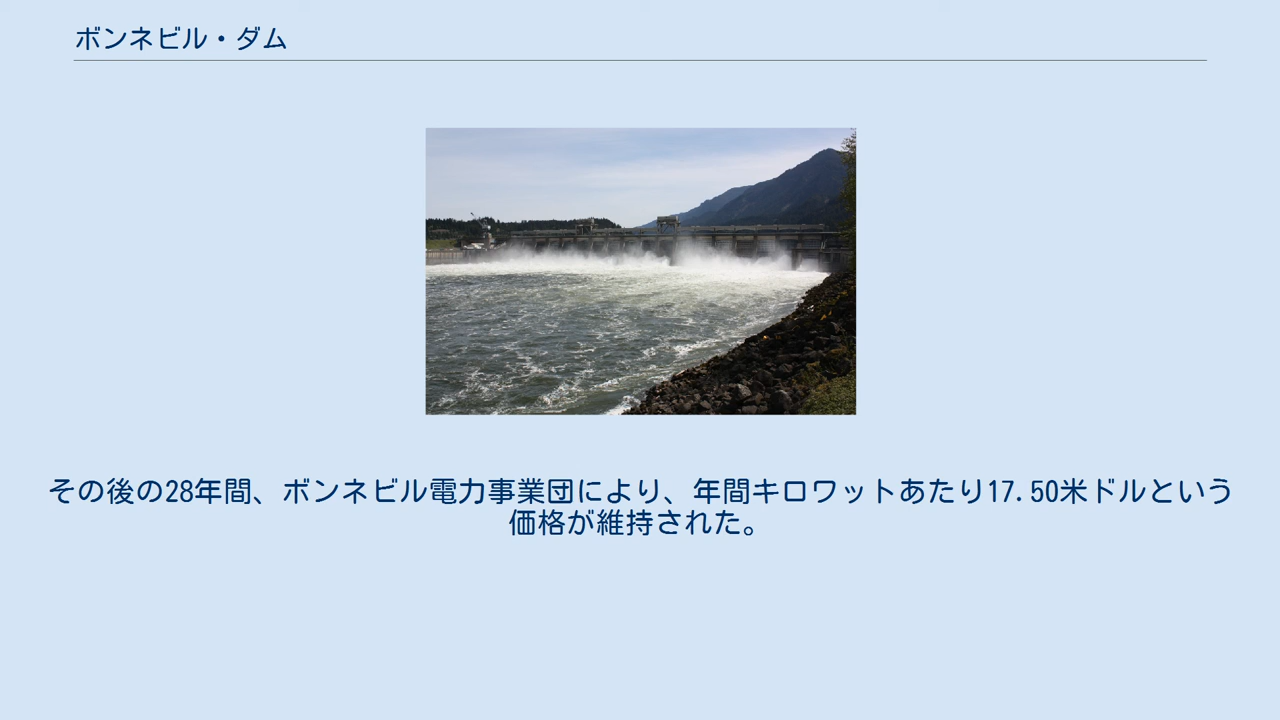 ボンネビル・ダム
その後の28年間、ボンネビル電力事業団により、年間キロワットあたり17.50米ドルという
価格が維持された。